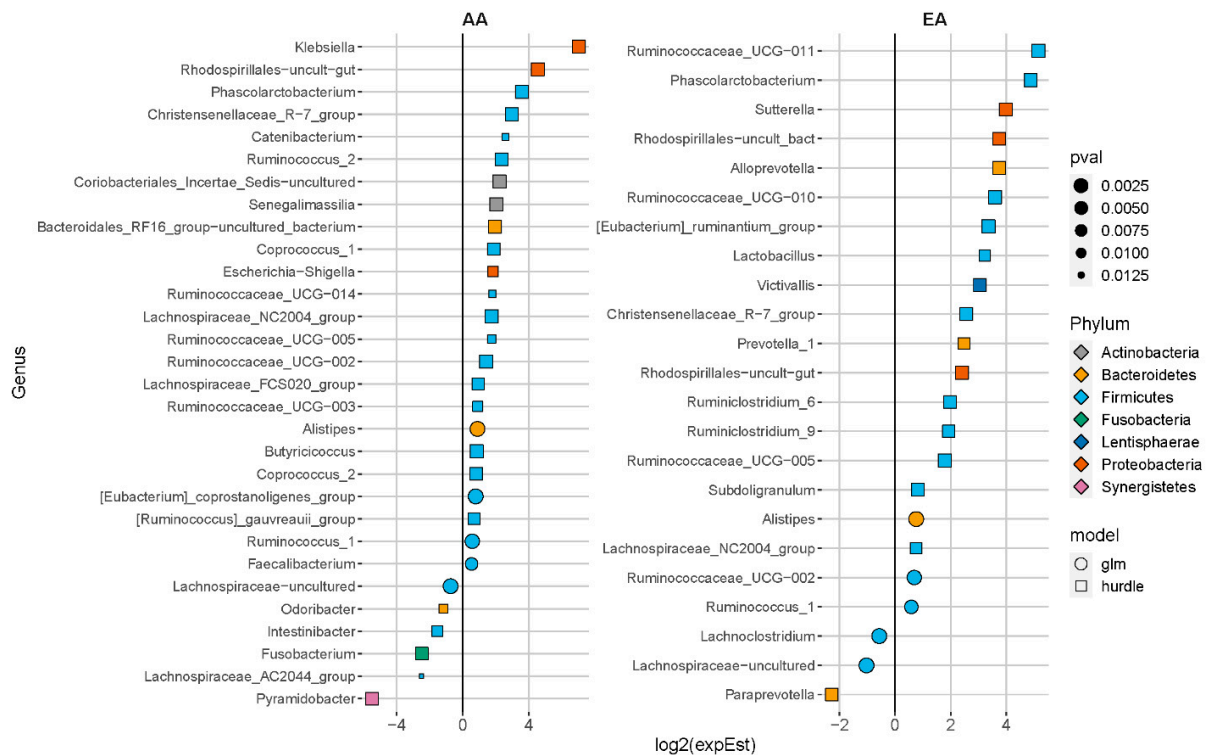 AA
Klebsiella
Rhodospirillales-uncult-gut
Phascolarctobacterium
Christensenellaceae_R-7_group
Catenibacterium
Ruminococcus_2
Coriobacteriales_Incertae_Sedis-uncultured
Senegalimassilia
Bacteroidales_RF16_group-uncultured_bacterium
Coprococcus_1
Escherichia-Shigella
Ruminococcaceae_UCG-014
Lachnospiraceae_NC2004_group
Ruminococcaceae_UCG-005
Ruminococcaceae_UCG-002
Lachnospiraceae_FCS020_group
Ruminococcaceae_UCG-003
Alistipes
Butyricicoccus
Coprococcus_2
[Eubacterium]_coprostanoligenes_group
[Ruminococcus]_gauvreauii_group
Ruminococcus_1
Faecalibacterium
Lachnospiraceae-uncultured
Odoribacter
Intestinibacter
Fusobacterium
Lachnospiraceae_AC2044_group
Pyramidobacter
−4 0 4
Genus
EA
Ruminococcaceae_UCG-011
Phascolarctobacterium
Sutterella
Rhodospirillales-uncult_bact
Alloprevotella
Ruminococcaceae_UCG-010
[Eubacterium]_ruminantium_group
Lactobacillus
Victivallis
Christensenellaceae_R-7_group
Prevotella_1
Rhodospirillales-uncult-gut
Ruminiclostridium_6
Ruminiclostridium_9
Ruminococcaceae_UCG-005
Subdoligranulum
Alistipes
Lachnospiraceae_NC2004_group
Ruminococcaceae_UCG-002
Ruminococcus_1
Lachnoclostridium
Lachnospiraceae-uncultured
Paraprevotella
−2 0 2 4
log2(expEst)
pval
0.0025
0.0050
0.0075
0.0100
0.0125
Phylum
Actinobacteria
Bacteroidetes
Firmicutes
Fusobacteria
Lentisphaerae
Proteobacteria
Synergistetes
model
glm
hurdle